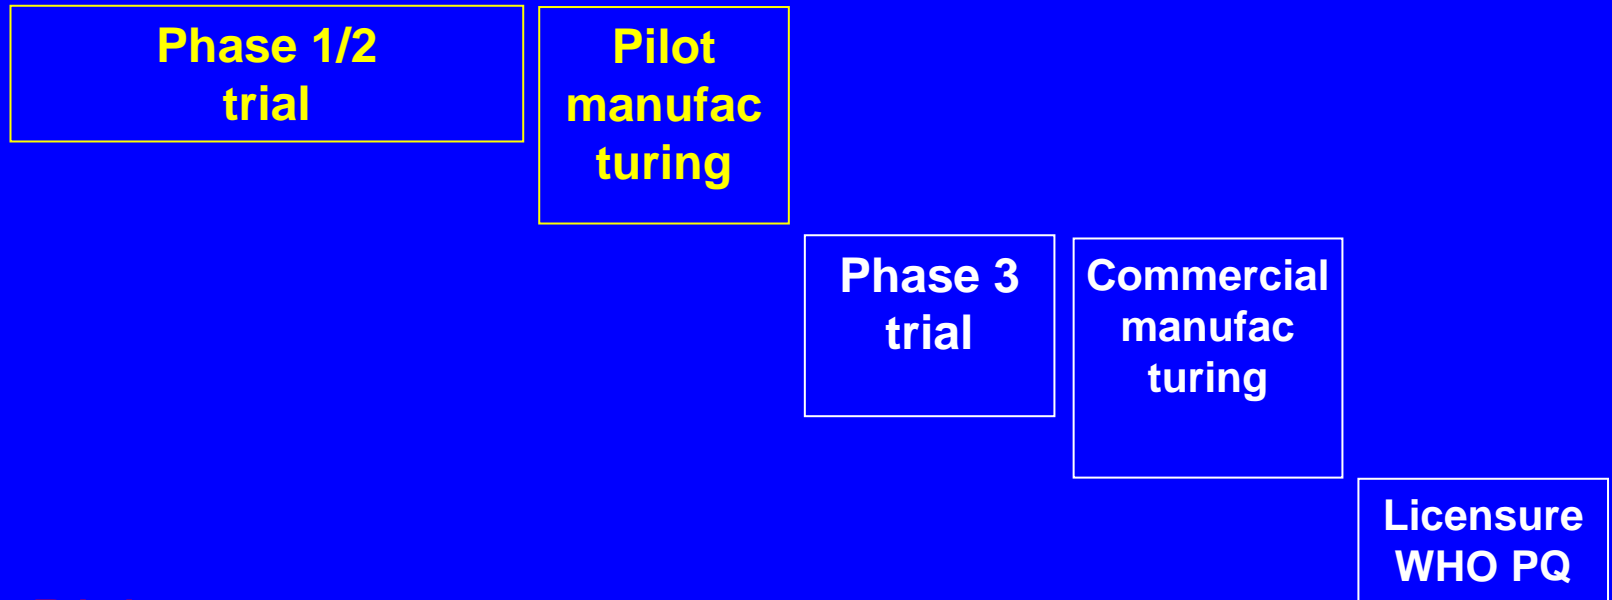 Phase 1/2
trial
Pilot
manufac
turing
Phase 3
trial
Commercial
manufac
turing
Licensure
WHO PQ